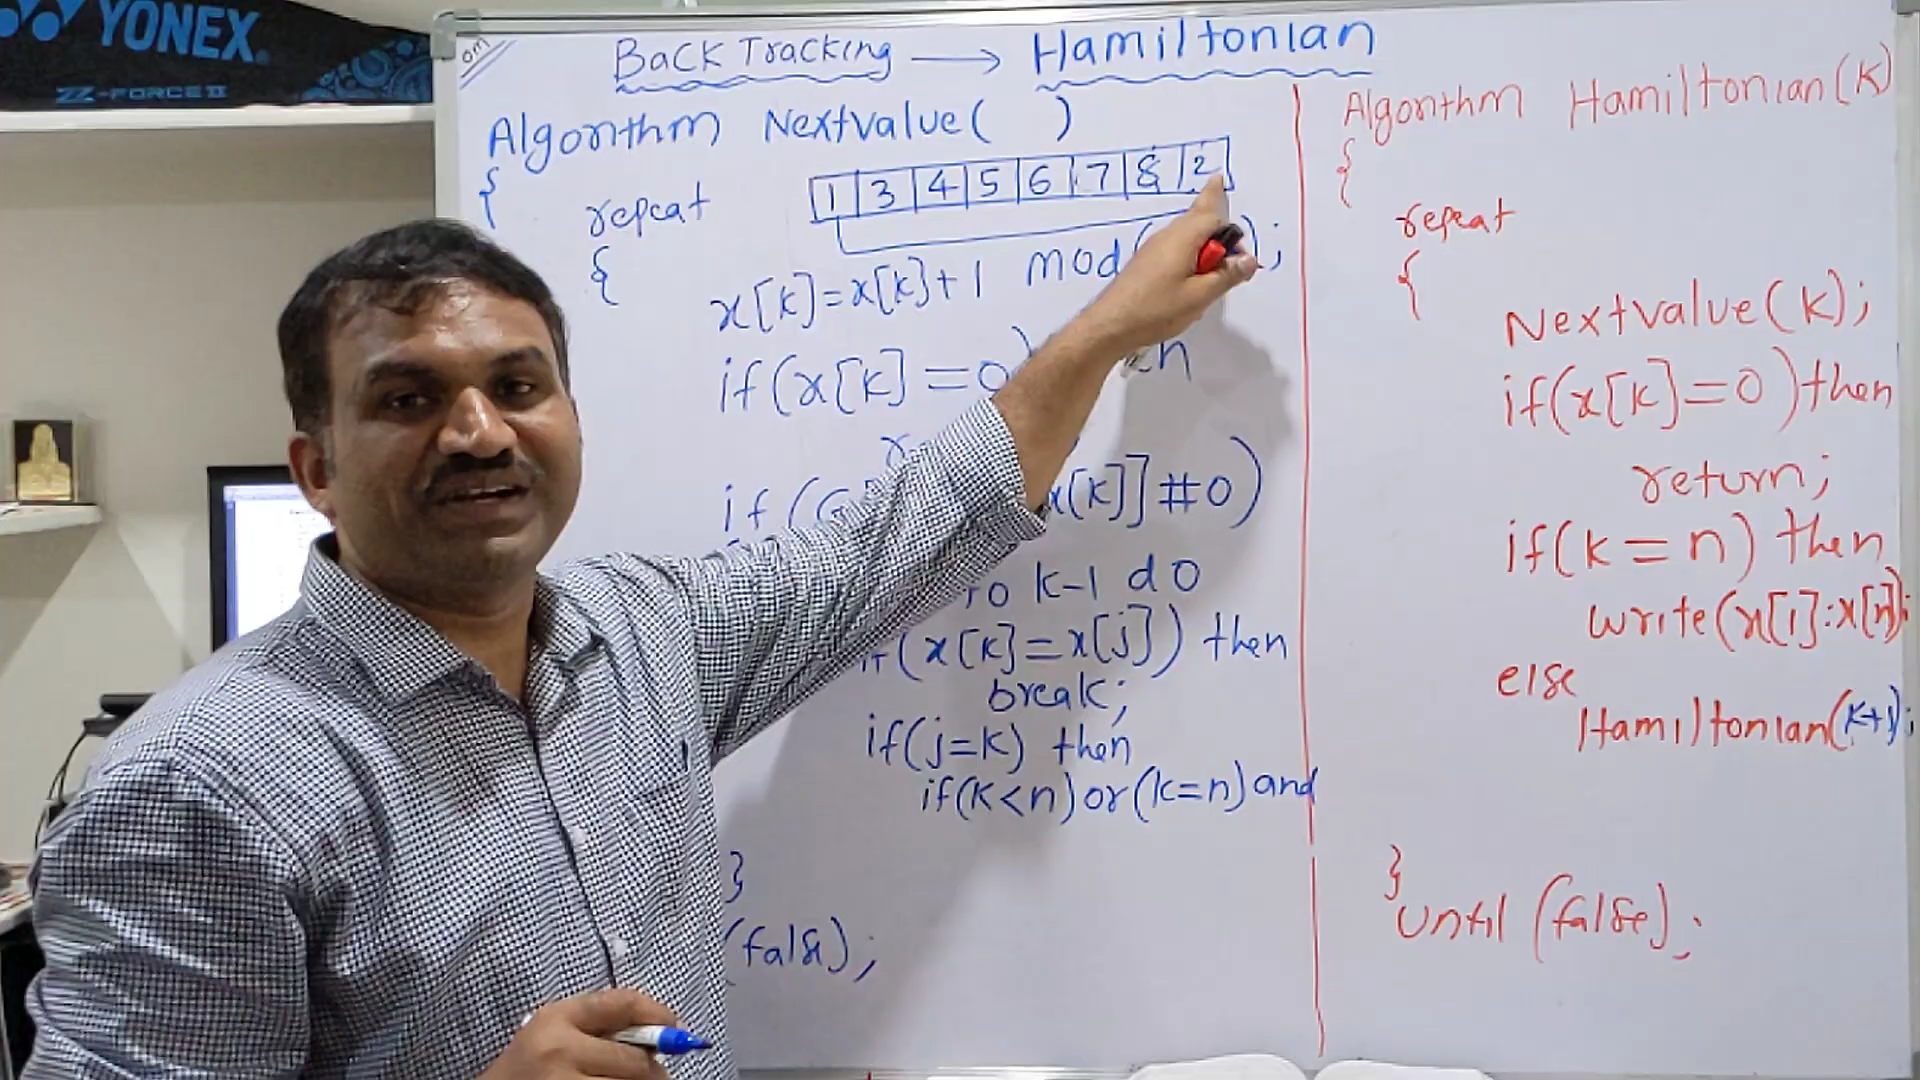 YONEX
ZZ-FORCE II
om
Back Tracking → Hamiltonian
Algorithm Nextvalue( )
{
repeat
1 3 4 5 6 7 8 2
{
x[k]=x[k]+1 mod( );
if(x[k]=0)
if (G x[k]]#0)
to k-1 do
if(x[k]=x[j]) then
break;
if(j=k) then
if(k<n) or (k=n) and
}
(false);
Algorithm Hamiltonian(k)
{
repeat
{
Nextvalue(k);
if(x[k]=0) then
return;
if(k=n) then
write(x[1]:x[n]);
else
Hamiltonian(k+1);
}
until (false);